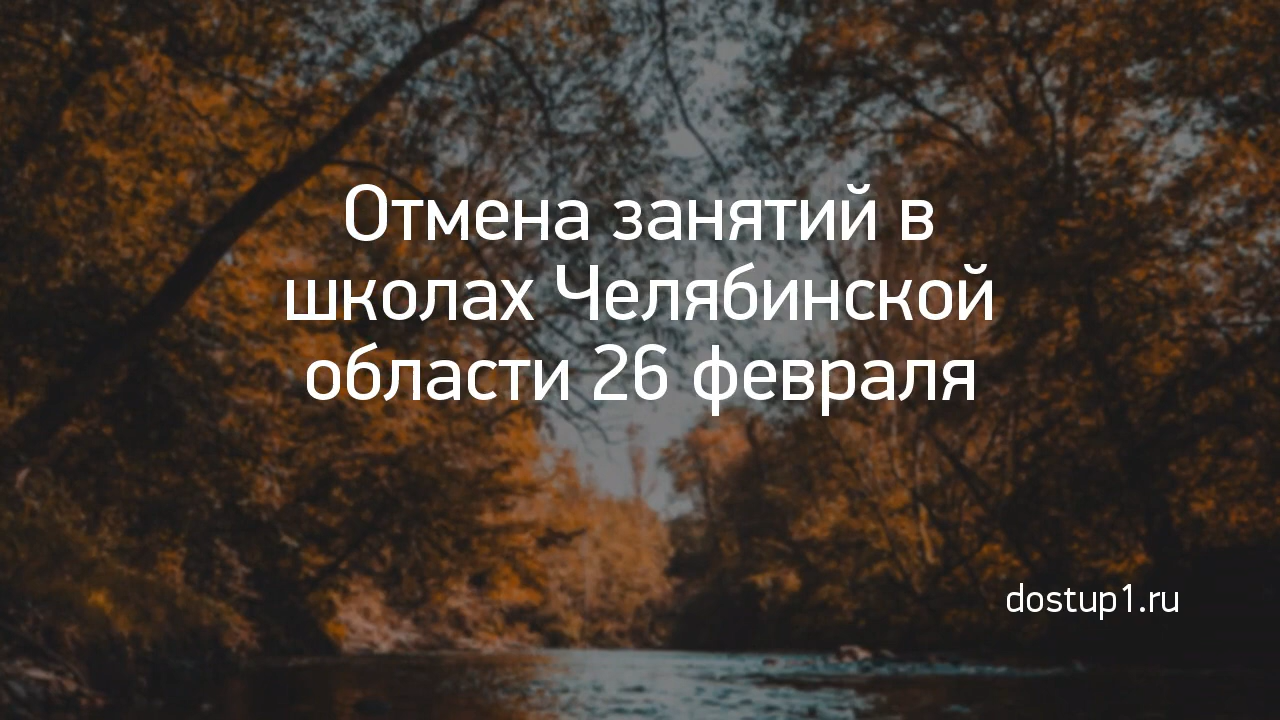 Отмена занятий в
школах Челябинской
области 26 февраля
dostup1.ru